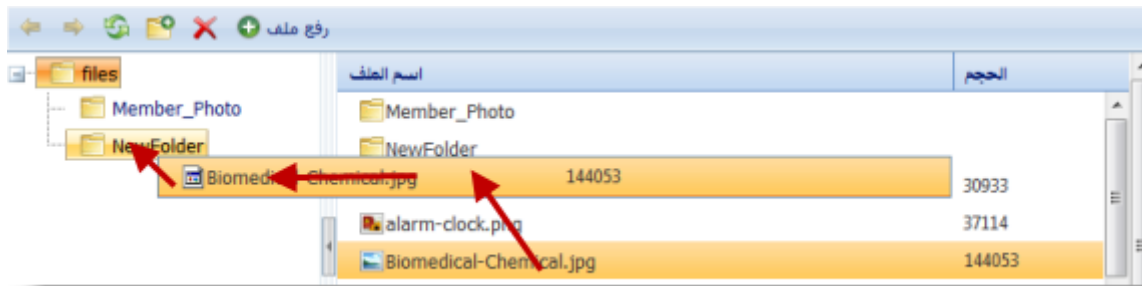 رفع ملف
files
Member_Photo
NewFolder
اسم الملف
الحجم
Member_Photo
NewFolder
Biomedical-Chemical.jpg 144053
30933
alarm-clock.png 37114
Biomedical-Chemical.jpg 144053